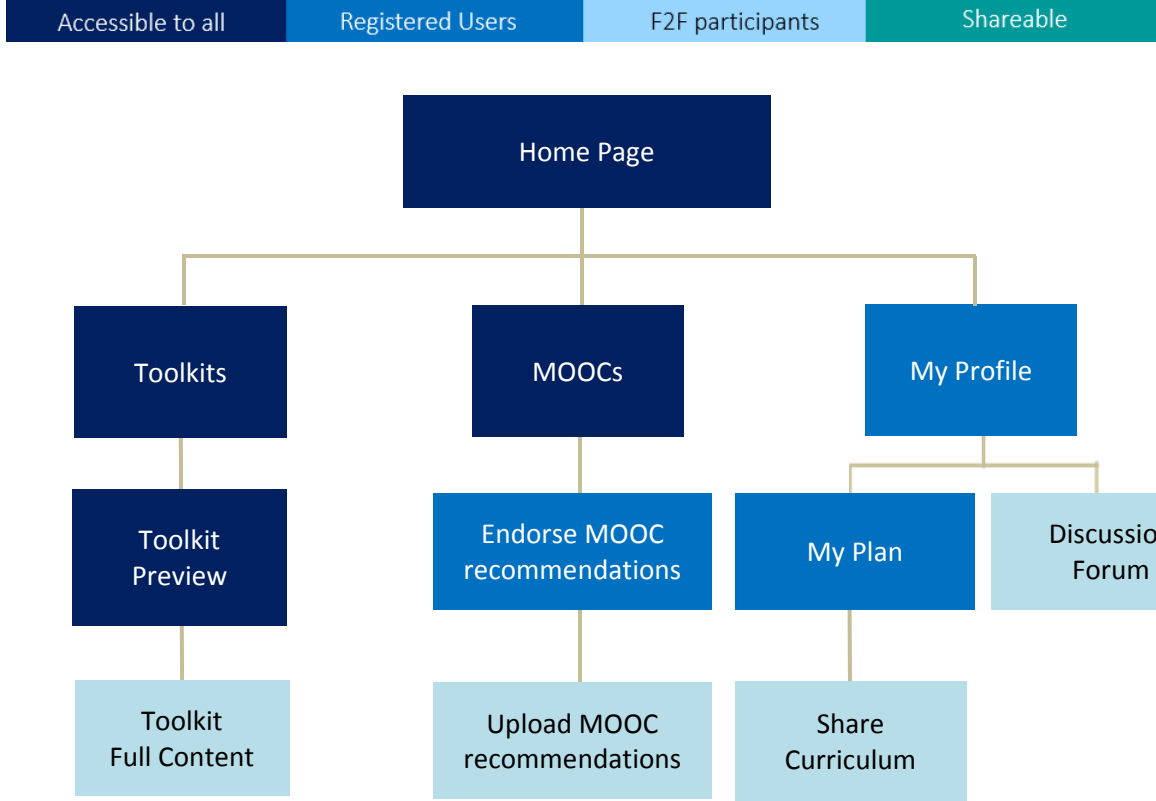 Accessible to all
Registered Users
F2F participants
Shareable
Home Page
Toolkits
MOOCs
My Profile
Toolkit
Preview
Endorse MOOC
recommendations
My Plan
Discussio
Forum
Toolkit
Full Content
Upload MOOC
recommendations
Share
Curriculum